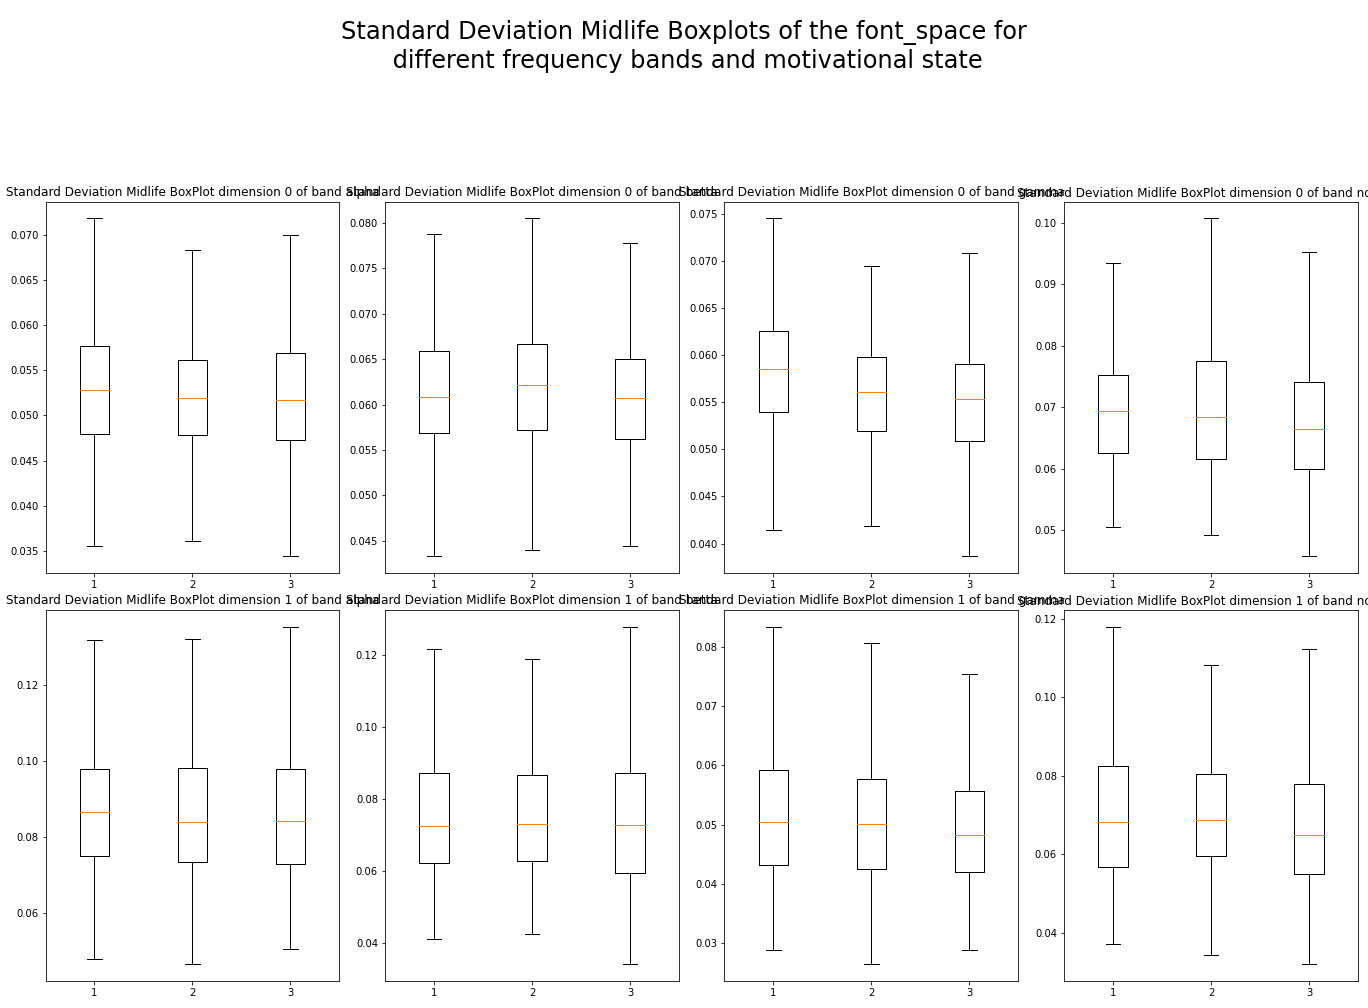 Standard Deviation Midlife Boxplots of the font_space for
different frequency bands and motivational state
Standard Deviation Midlife BoxPlot dimension 0 of band alpha
Standard Deviation Midlife BoxPlot dimension 0 of band beta
Standard Deviation Midlife BoxPlot dimension 0 of band gamma
Standard Deviation Midlife BoxPlot dimension 0 of band no
0.070
0.065
0.060
0.055
0.050
0.045
0.040
0.035
1 2 3
0.080
0.075
0.070
0.065
0.060
0.055
0.050
0.045
1 2 3
0.075
0.070
0.065
0.060
0.055
0.050
0.045
0.040
1 2 3
0.10
0.09
0.08
0.07
0.06
0.05
1 2 3
Standard Deviation Midlife BoxPlot dimension 1 of band alpha
Standard Deviation Midlife BoxPlot dimension 1 of band beta
Standard Deviation Midlife BoxPlot dimension 1 of band gamma
Standard Deviation Midlife BoxPlot dimension 1 of band no
0.12
0.10
0.08
0.06
1 2 3
0.12
0.10
0.08
0.06
0.04
1 2 3
0.08
0.07
0.06
0.05
0.04
0.03
1 2 3
0.12
0.10
0.08
0.06
0.04
1 2 3